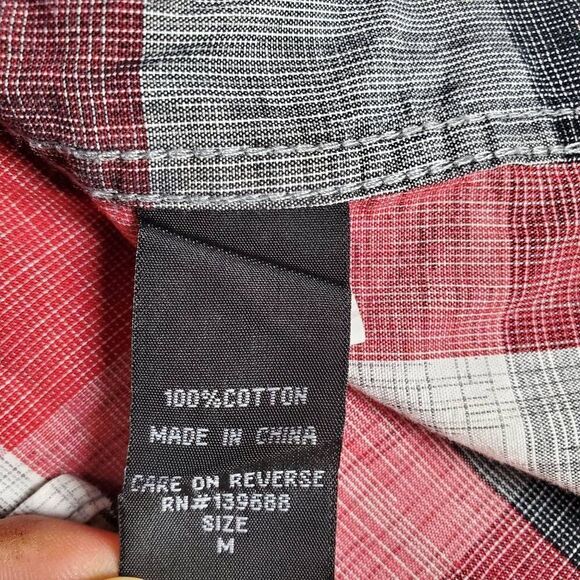 100%COTTON
MADE IN CHINA
CARE ON REVERSE
RN#139688
SIZE
M